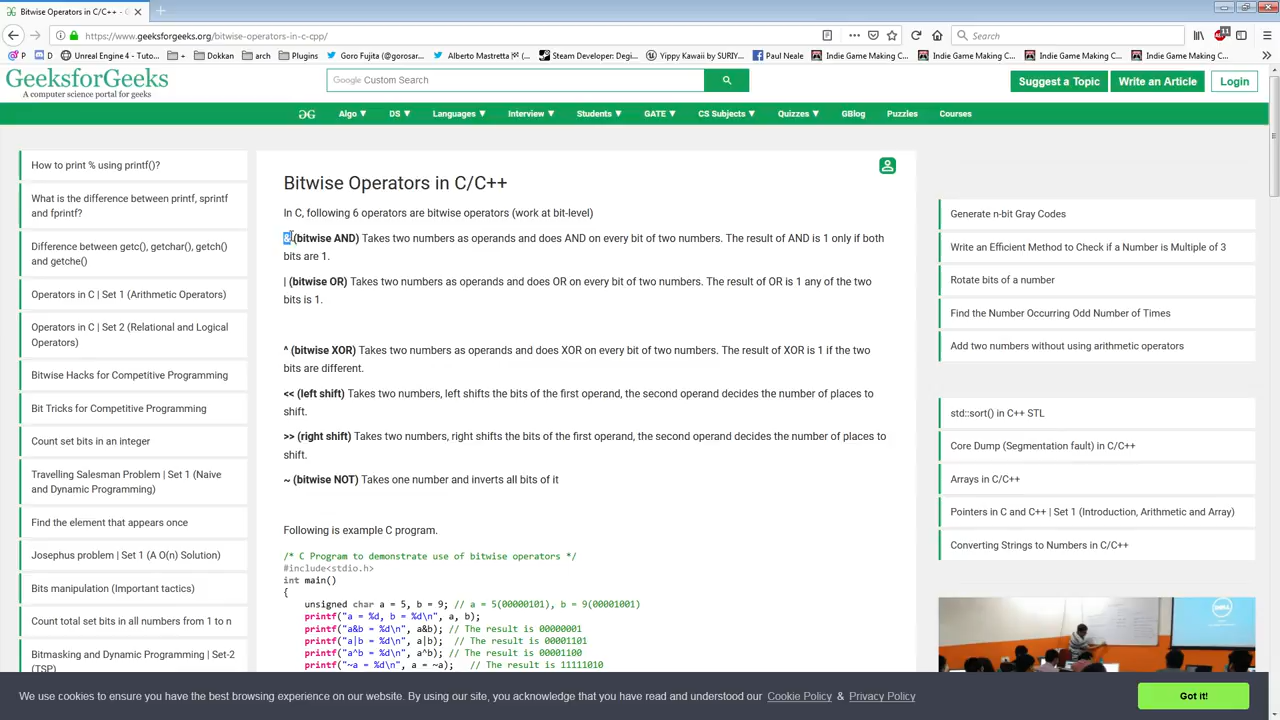 Bitwise Operators in C/C++ - G
https://www.geeksforgeeks.org/bitwise-operators-in-c-cpp/
Search
11
P
D
Unreal Engine 4 - Tuto...
+
Dokkan
arch
Plugins
Goro Fujita (@gorosar...
Alberto Mastretta
Steam Developer: Degi...
Yippy Kawaii by SURIY...
Paul Neale
Indie Game Making C...
Indie Game Making C...
Indie Game Making C...
Indie Game Making C...
GeeksforGeeks
A computer science portal for geeks
Google Custom Search
Suggest a Topic
Write an Article
Login
Algo ▼
DS ▼
Languages ▼
Interview ▼
Students ▼
GATE ▼
CS Subjects ▼
Quizzes ▼
GBlog
Puzzles
Courses
How to print % using printf()?
What is the difference between printf, sprintf
and fprintf?
Difference between getc(), getchar(), getch()
and getche()
Operators in C | Set 1 (Arithmetic Operators)
Operators in C | Set 2 (Relational and Logical
Operators)
Bitwise Hacks for Competitive Programming
Bit Tricks for Competitive Programming
Count set bits in an integer
Travelling Salesman Problem | Set 1 (Naive
and Dynamic Programming)
Find the element that appears once
Josephus problem | Set 1 (A O(n) Solution)
Bits manipulation (Important tactics)
Count total set bits in all numbers from 1 to n
Bitmasking and Dynamic Programming | Set-2
(TSP)
Bitwise Operators in C/C++
In C, following 6 operators are bitwise operators (work at bit-level)
& (bitwise AND) Takes two numbers as operands and does AND on every bit of two numbers. The result of AND is 1 only if both
bits are 1.
| (bitwise OR) Takes two numbers as operands and does OR on every bit of two numbers. The result of OR is 1 any of the two
bits is 1.
^ (bitwise XOR) Takes two numbers as operands and does XOR on every bit of two numbers. The result of XOR is 1 if the two
bits are different.
<< (left shift) Takes two numbers, left shifts the bits of the first operand, the second operand decides the number of places to
shift.
>> (right shift) Takes two numbers, right shifts the bits of the first operand, the second operand decides the number of places to
shift.
~ (bitwise NOT) Takes one number and inverts all bits of it
Following is example C program.
/* C Program to demonstrate use of bitwise operators */
#include<stdio.h>
int main()
{
unsigned char a = 5, b = 9; // a = 5(00000101), b = 9(00001001)
printf("a = %d, b = %d\n", a, b);
printf("a&b = %d\n", a&b); // The result is 00000001
printf("a|b = %d\n", a|b);  // The result is 00001101
printf("a^b = %d\n", a^b); // The result is 00001100
printf("~a = %d\n", a = ~a);   // The result is 11111010
Generate n-bit Gray Codes
Write an Efficient Method to Check if a Number is Multiple of 3
Rotate bits of a number
Find the Number Occurring Odd Number of Times
Add two numbers without using arithmetic operators
std::sort() in C++ STL
Core Dump (Segmentation fault) in C/C++
Arrays in C/C++
Pointers in C and C++ | Set 1 (Introduction, Arithmetic and Array)
Converting Strings to Numbers in C/C++
DELL
We use cookies to ensure you have the best browsing experience on our website. By using our site, you acknowledge that you have read and understood our Cookie Policy & Privacy Policy
Got it!